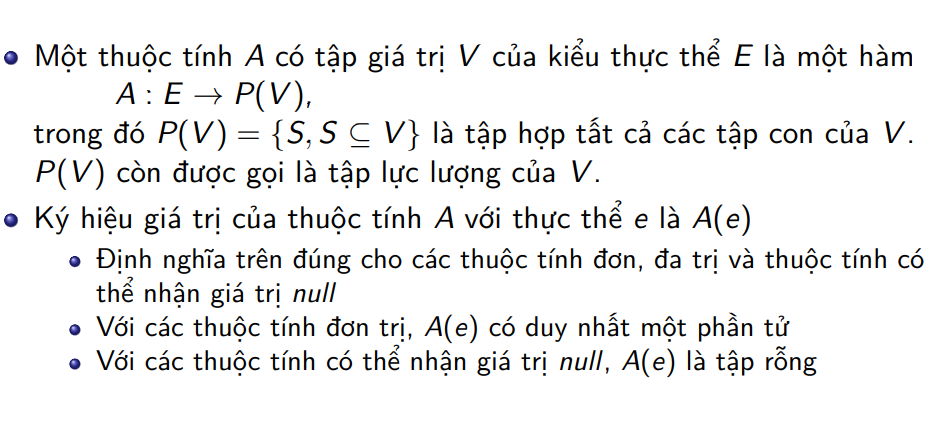 Một thuộc tính A có tập giá trị V của kiểu thực thể E là một hàm
A : E → P(V),
trong đó P(V) = {S, S ⊆ V} là tập hợp tất cả các tập con của V.
P(V) còn được gọi là tập lực lượng của V.
Ký hiệu giá trị của thuộc tính A với thực thể e là A(e)
Định nghĩa trên đúng cho các thuộc tính đơn, đa trị và thuộc tính có
thể nhận giá trị null
Với các thuộc tính đơn trị, A(e) có duy nhất một phần tử
Với các thuộc tính có thể nhận giá trị null, A(e) là tập rỗng